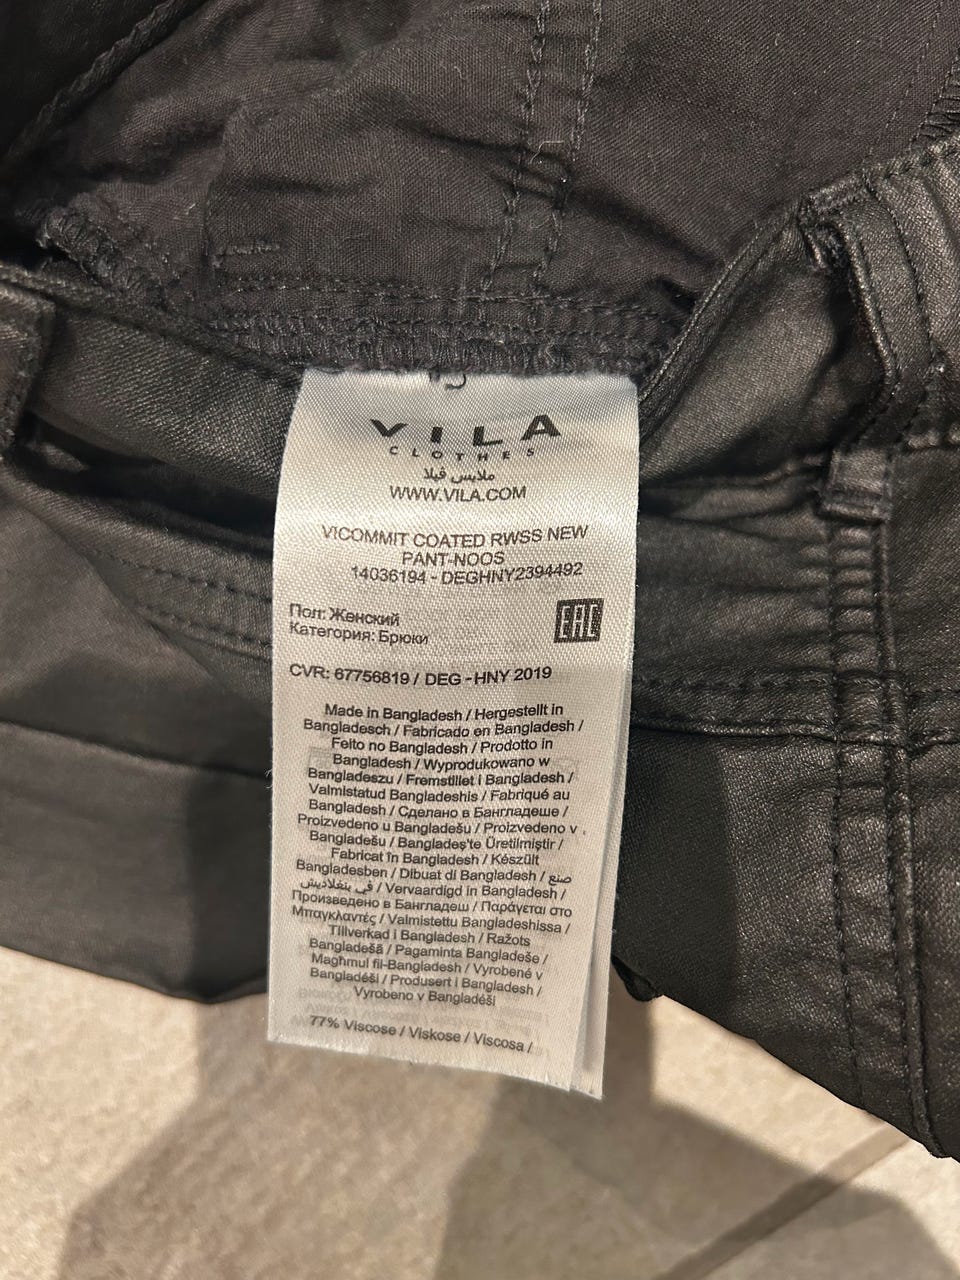 VILA
CLOTHES
ملابس ڤيلا
WWW.VILA.COM
VICOMMIT COATED RWSS NEW
PANT-NOOS
14036194 - DEGHNY2394492
Пол: Женский
Категория: Брюки
EAC
CVR: 67756819 / DEG - HNY 2019
Made in Bangladesh / Hergestellt in
Bangladesch / Fabricado en Bangladesh /
Feito no Bangladesh / Prodotto in
Bangladesh / Wyprodukowano w
Bangladeszu / Fremstillet i Bangladesh /
Valmistatud Bangladeshis / Fabriqué au
Bangladesh / Сделано в Бангладеше /
Proizvedeno u Bangladešu / Proizvedeno v
Bangladešu / Bangladeş'te Üretilmiştir /
Fabricat în Bangladesh / Készült
Bangladesben / Dibuat di Bangladesh / صنع
في بنغلاديش / Vervaardigd in Bangladesh /
Произведено в Бангладеш / Παράγεται στο
Μπαγκλαντές / Valmistettu Bangladeshissa /
Tillverkad i Bangladesh / Ražots
Bangladešā / Pagaminta Bangladeše /
Magħmul fil-Bangladesh / Vyrobené v
Bangladéši / Produsert i Bangladesh /
Vyrobeno v Bangladéši
77% Viscose / Viskose / Viscosa /